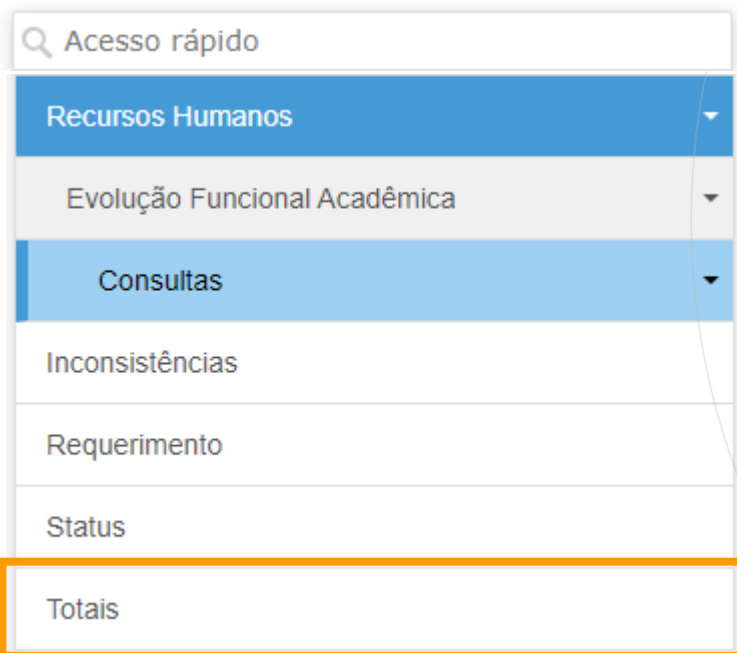 Acesso rápido
Recursos Humanos
Evolução Funcional Acadêmica
Consultas
Inconsistências
Requerimento
Status
Totais